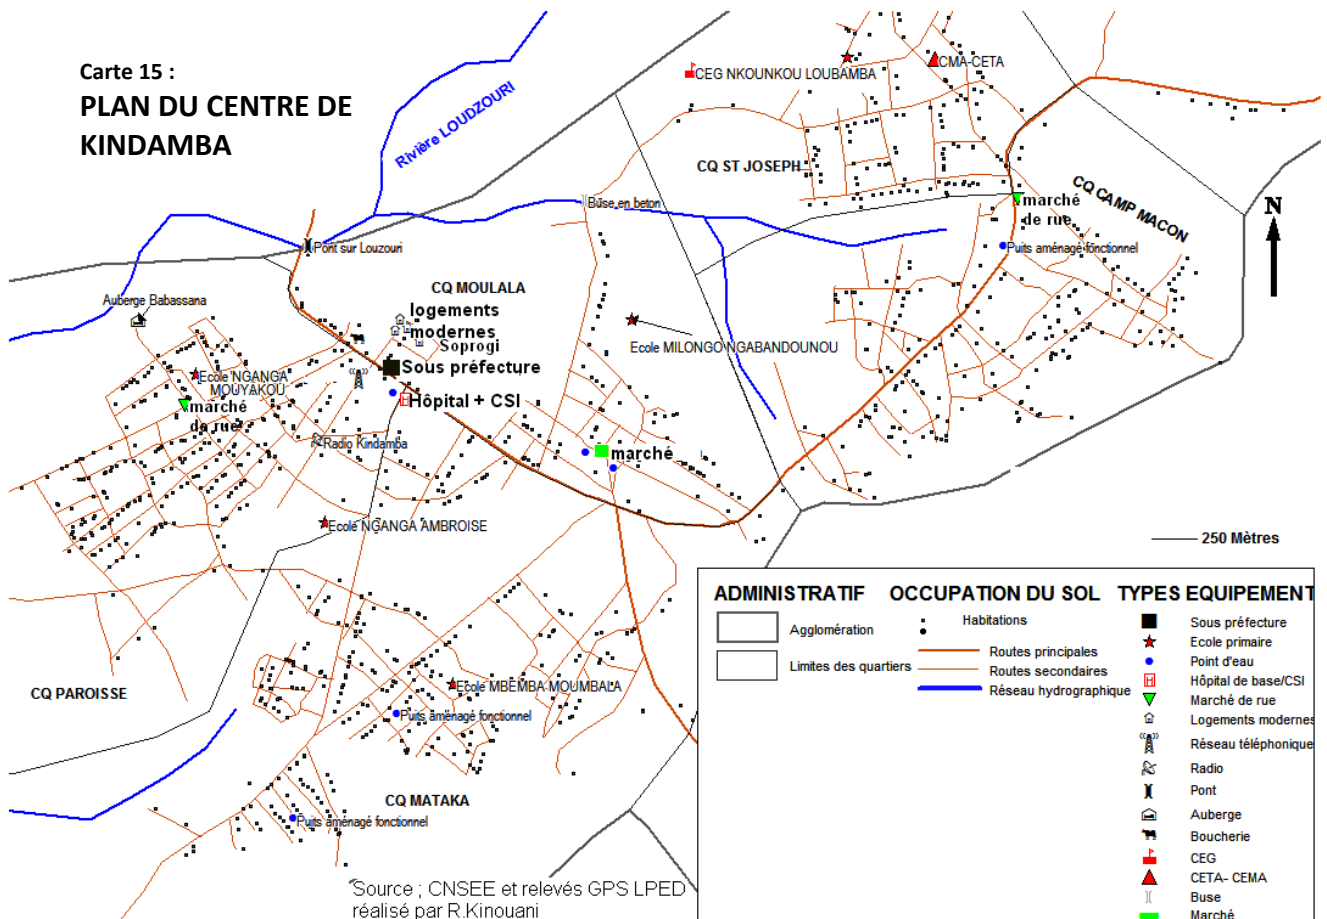 Carte 15 :
PLAN DU CENTRE DE
KINDAMBA
Rivière LOUDZOURI
CEG NKOUNKOU LOUBAMBA
CMA-CETA
CQ ST JOSEPH
CQ CAMP MACON
marché
de rue
N
Buse en beton
Puits aménagé fonctionnel
Pont sur Louzouri
CQ MOULALA
Auberge Babassana
logements
modernes
Soprogi
Ecole MILONGO NGABANDOUNOU
Sous préfecture
Ecole NGANGA
MOUYAKOU
marché
de rue
Hôpital + CSI
Radio Kindamba
marché
Ecole NGANGA AMBROISE
250 Mètres
CQ PAROISSE
Ecole MBEMBA MOUMBALA
Puits aménagé fonctionnel
CQ MATAKA
Puits aménagé fonctionnel
Source ; CNSEE et relevés GPS LPED
réalisé par R.Kinouani
ADMINISTRATIF
Agglomération
Limites des quartiers
OCCUPATION DU SOL
Habitations
Routes principales
Routes secondaires
Réseau hydrographique
TYPES EQUIPEMENT
Sous préfecture
Ecole primaire
Point d'eau
Hôpital de base/CSI
Marché de rue
Logements modernes
Réseau téléphonique
Radio
Pont
Auberge
Boucherie
CEG
CETA- CEMA
Buse
Marché